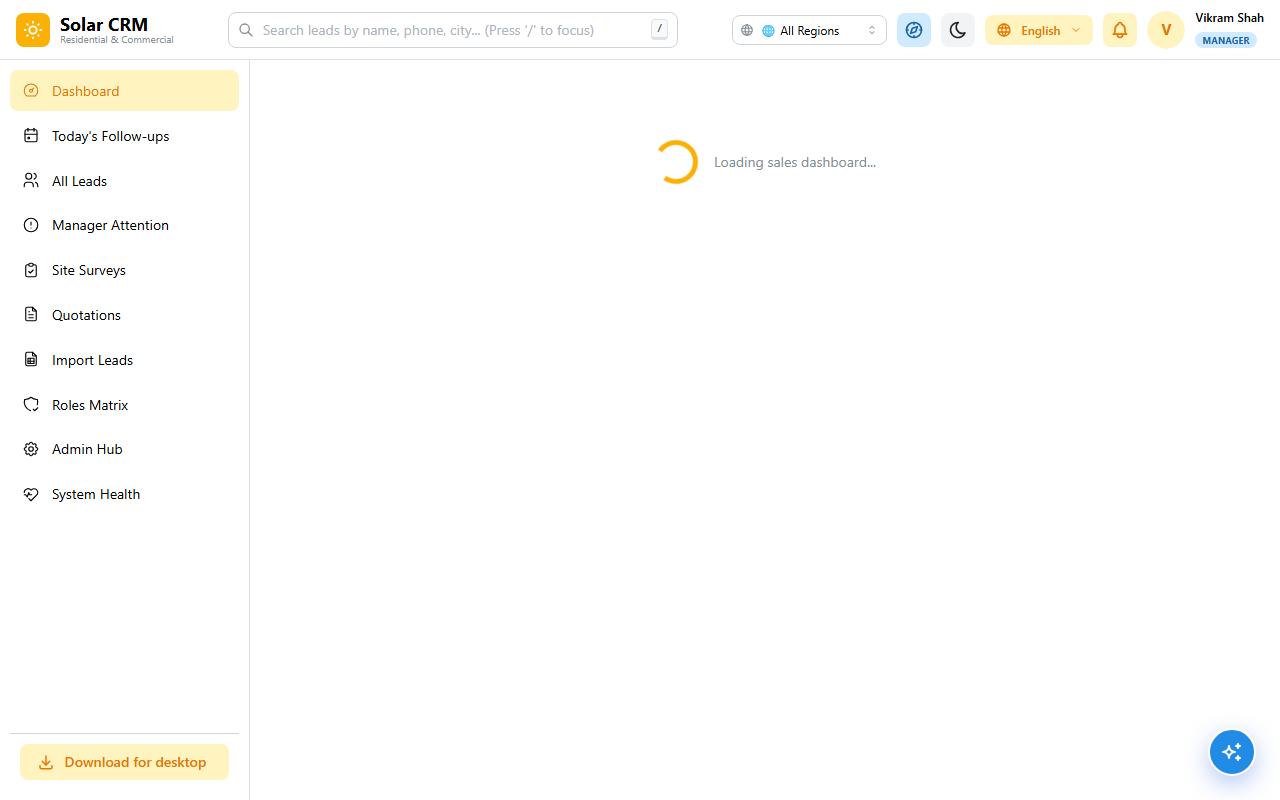 Solar CRM
Residential & Commercial
Search leads by name, phone, city... (Press '/' to focus)
/
All Regions
English
V
Vikram Shah
MANAGER
Dashboard
Today's Follow-ups
All Leads
Manager Attention
Site Surveys
Quotations
Import Leads
Roles Matrix
Admin Hub
System Health
Loading sales dashboard...
Download for desktop